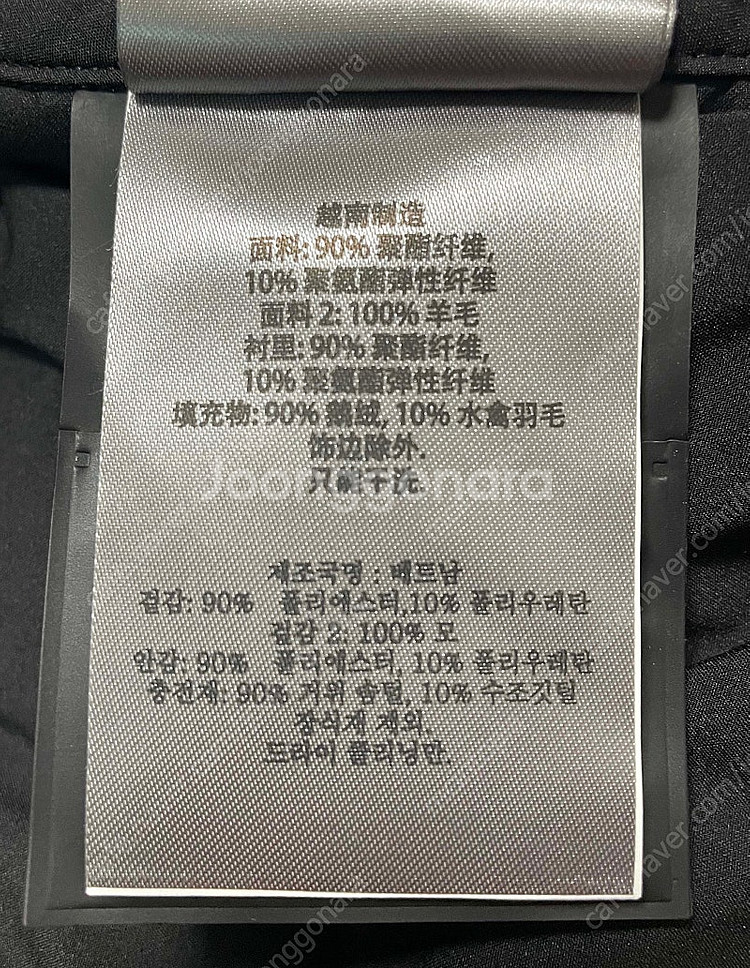 越南制造
面料: 90% 聚酯纤维,
10% 聚氨酯弹性纤维
面料 2: 100% 羊毛
衬里: 90% 聚酯纤维,
10% 聚氨酯弹性纤维
填充物: 90% 鹅绒, 10% 水禽羽毛
饰边除外.
只能干洗.
Joonggonara
제조국명 : 베트남
겉감: 90% 폴리에스터,10% 폴리우레탄
겉감 2: 100% 모
안감: 90% 폴리에스터, 10% 폴리우레탄
충전재: 90% 거위 솜털, 10% 수조깃털
장식재 제외.
드라이 클리닝만.